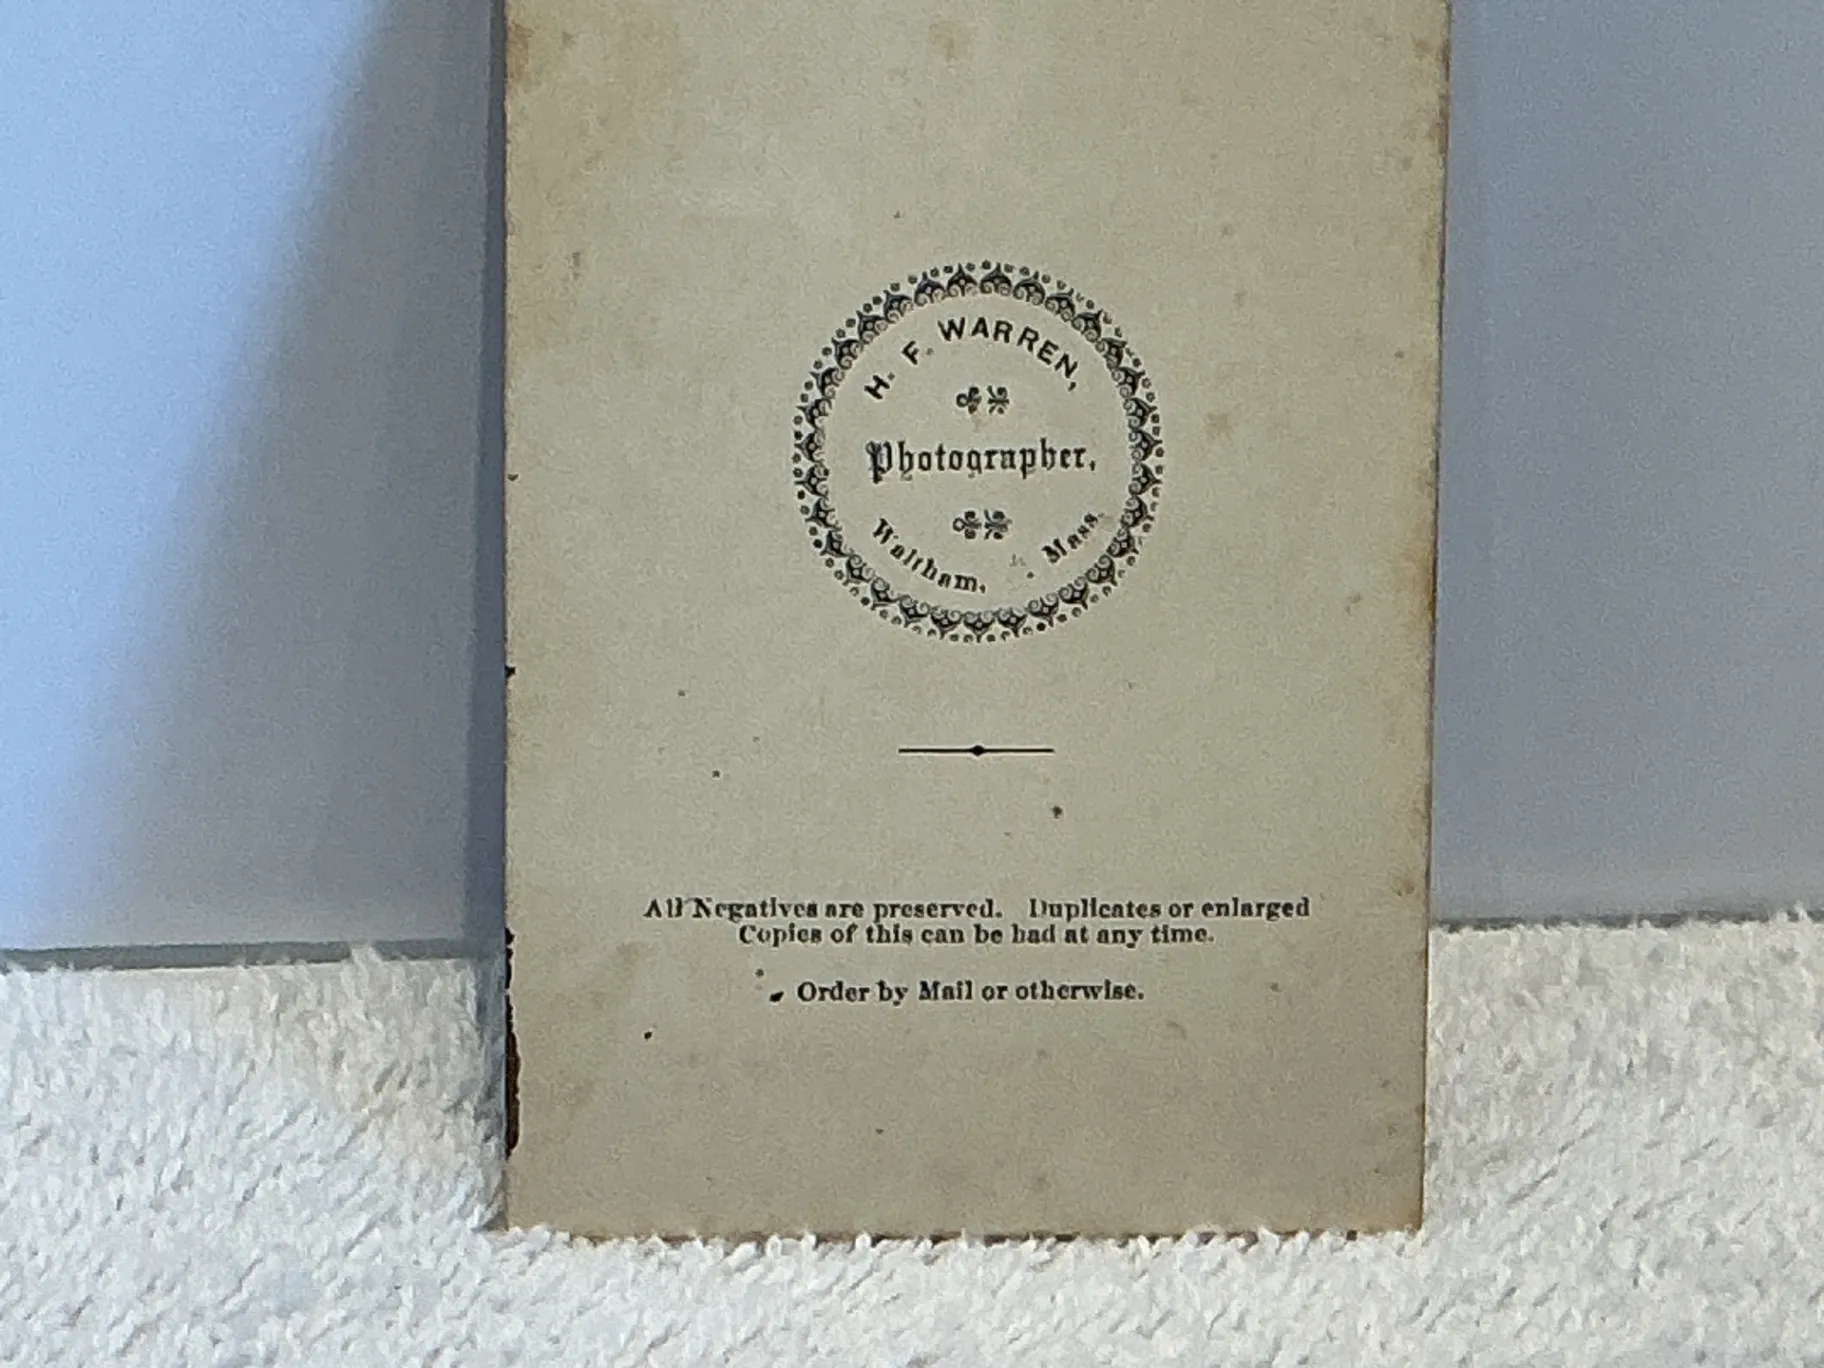 H. F. WARREN,
Photographer,
Waltham, Mass.
All Negatives are preserved. Duplicates or enlarged
Copies of this can be had at any time.
Order by Mail or otherwise.